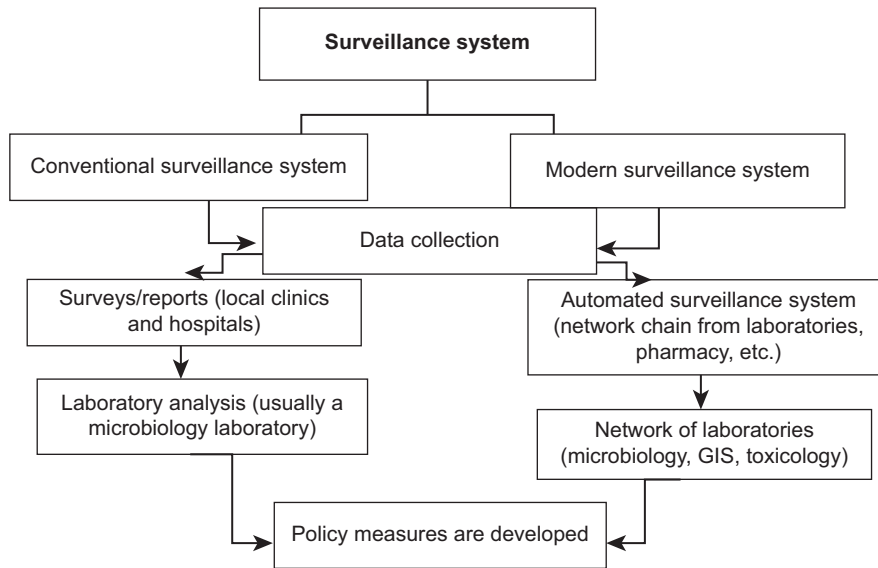 Surveillance system
Conventional surveillance system
Modern surveillance system
Data collection
Surveys/reports (local clinics
and hospitals)
Automated surveillance system
(network chain from laboratories,
pharmacy, etc.)
Laboratory analysis (usually a
microbiology laboratory)
Network of laboratories
(microbiology, GIS, toxicology)
Policy measures are developed